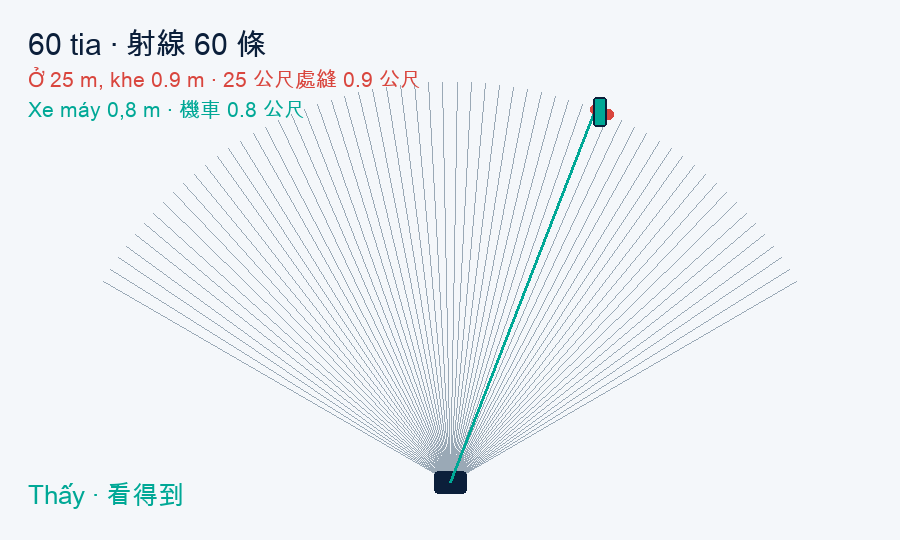 60 tia · 射線 60 條
Ở 25 m, khe 0.9 m · 25 公尺處縫 0.9 公尺
Xe máy 0,8 m · 機車 0.8 公尺
Thấy · 看得到